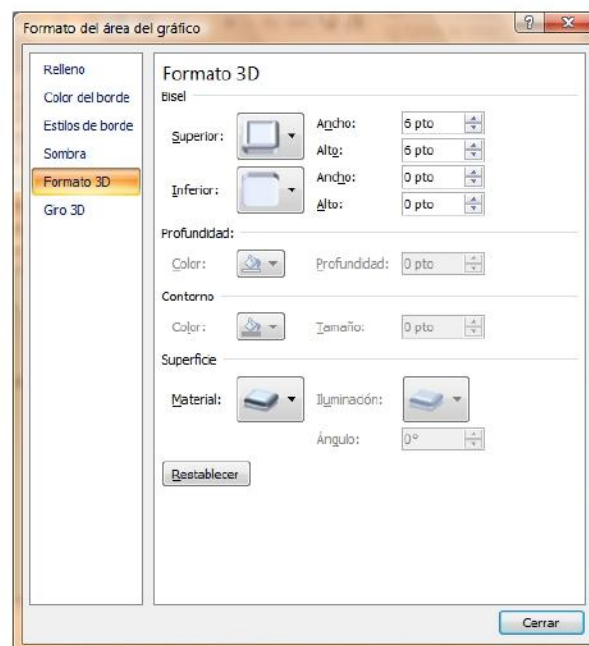 Formato del área del gráfico
Relleno
Color del borde
Estilos de borde
Sombra
Formato 3D
Giro 3D
Formato 3D
Bisel
Superior:
Ancho: 6 pto
Alto: 6 pto
Inferior:
Ancho: 0 pto
Alto: 0 pto
Profundidad:
Color:
Profundidad: 0 pto
Contorno
Color:
Tamaño: 0 pto
Superficie
Material:
Iluminación:
Ángulo: 0°
Restablecer
Cerrar